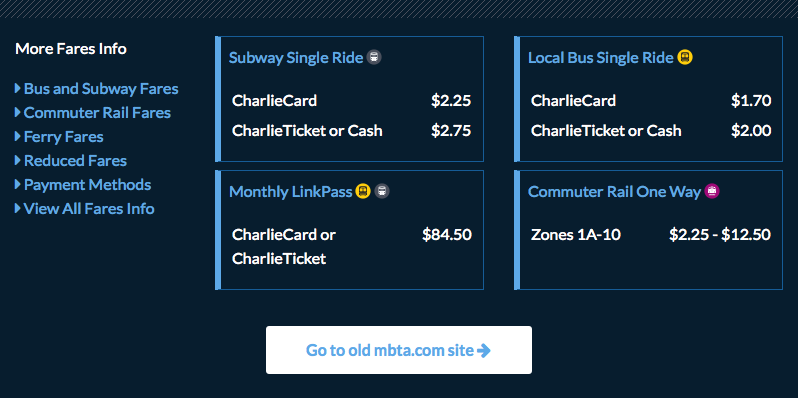 More Fares Info
Bus and Subway Fares
Commuter Rail Fares
Ferry Fares
Reduced Fares
Payment Methods
View All Fares Info
Subway Single Ride
CharlieCard $2.25
CharlieTicket or Cash $2.75
Local Bus Single Ride
CharlieCard $1.70
CharlieTicket or Cash $2.00
Monthly LinkPass
CharlieCard or $84.50
CharlieTicket
Commuter Rail One Way
Zones 1A-10 $2.25 - $12.50
Go to old mbta.com site